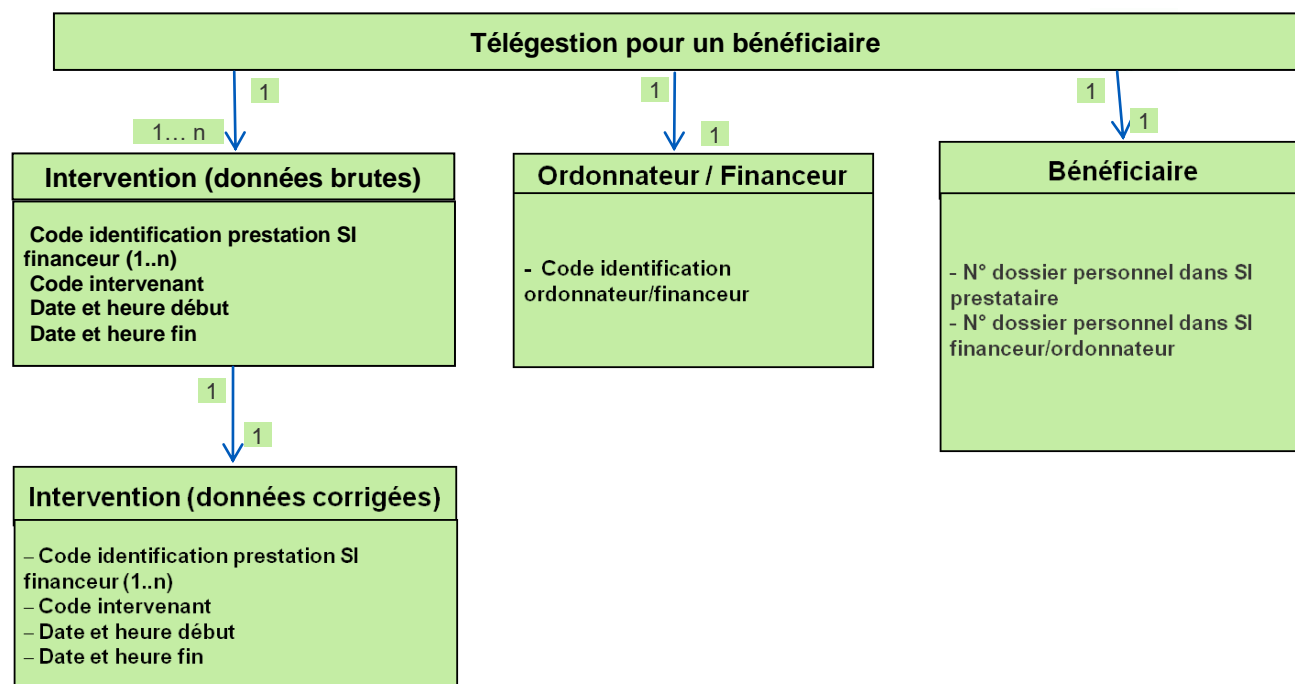 Télégestion pour un bénéficiaire
1
1
1
1… n
1
1
Intervention (données brutes)
Code identification prestation SI
financeur (1..n)
Code intervenant
Date et heure début
Date et heure fin
Ordonnateur / Financeur
- Code identification
ordonnateur/financeur
Bénéficiaire
- N° dossier personnel dans SI
prestataire
- N° dossier personnel dans SI
financeur/ordonnateur
1
1
Intervention (données corrigées)
– Code identification prestation SI
financeur (1..n)
– Code intervenant
– Date et heure début
– Date et heure fin